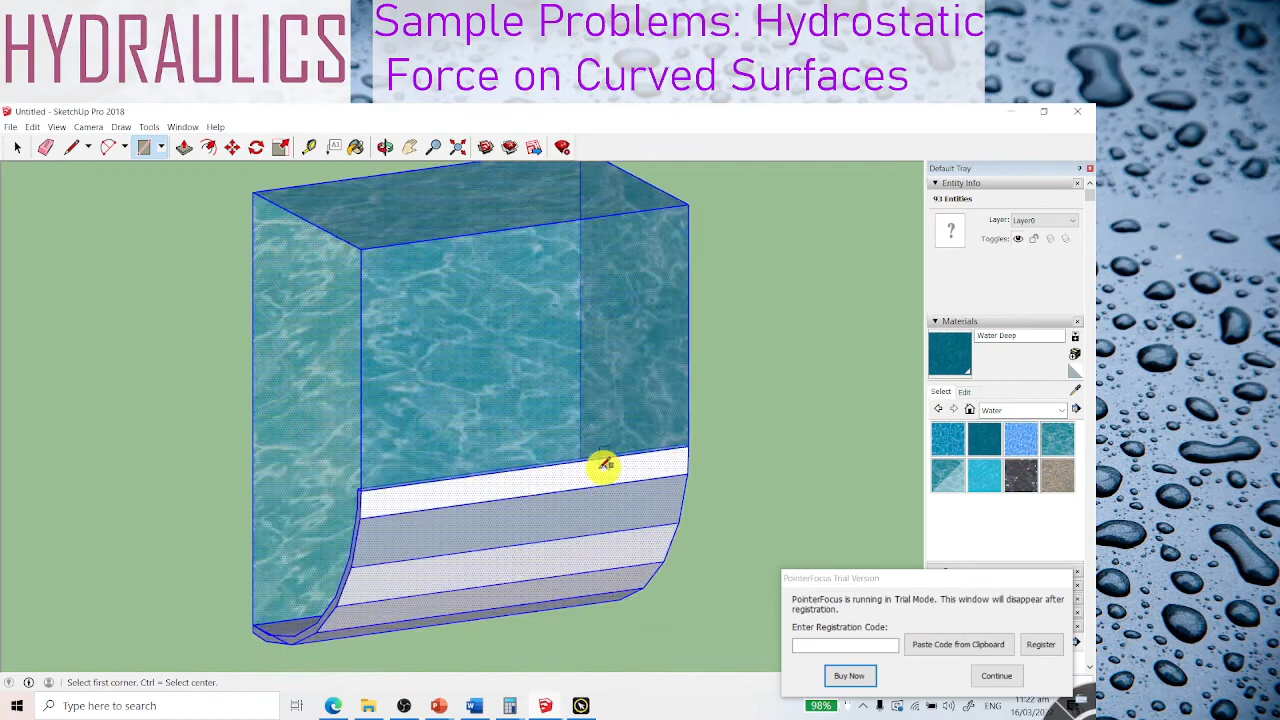 HYDRAULICS
Sample Problems: Hydrostatic
Force on Curved Surfaces
Untitled - SketchUp Pro 2018
File Edit View Camera Draw Tools Window Help
Default Tray
Entity Info
93 Entities
Layer: Layer0
Toggles:
?
Materials
Water Deep
Select Edit
Water
PointerFocus Trial Version
PointerFocus is running in Trial Mode. This window will disappear after
registration.
Enter Registration Code:
Paste Code from Clipboard Register
Buy Now Continue
Select first corner. Ctrl = Select center.
Type here to search
98%
ENG
11:22 am
16/03/